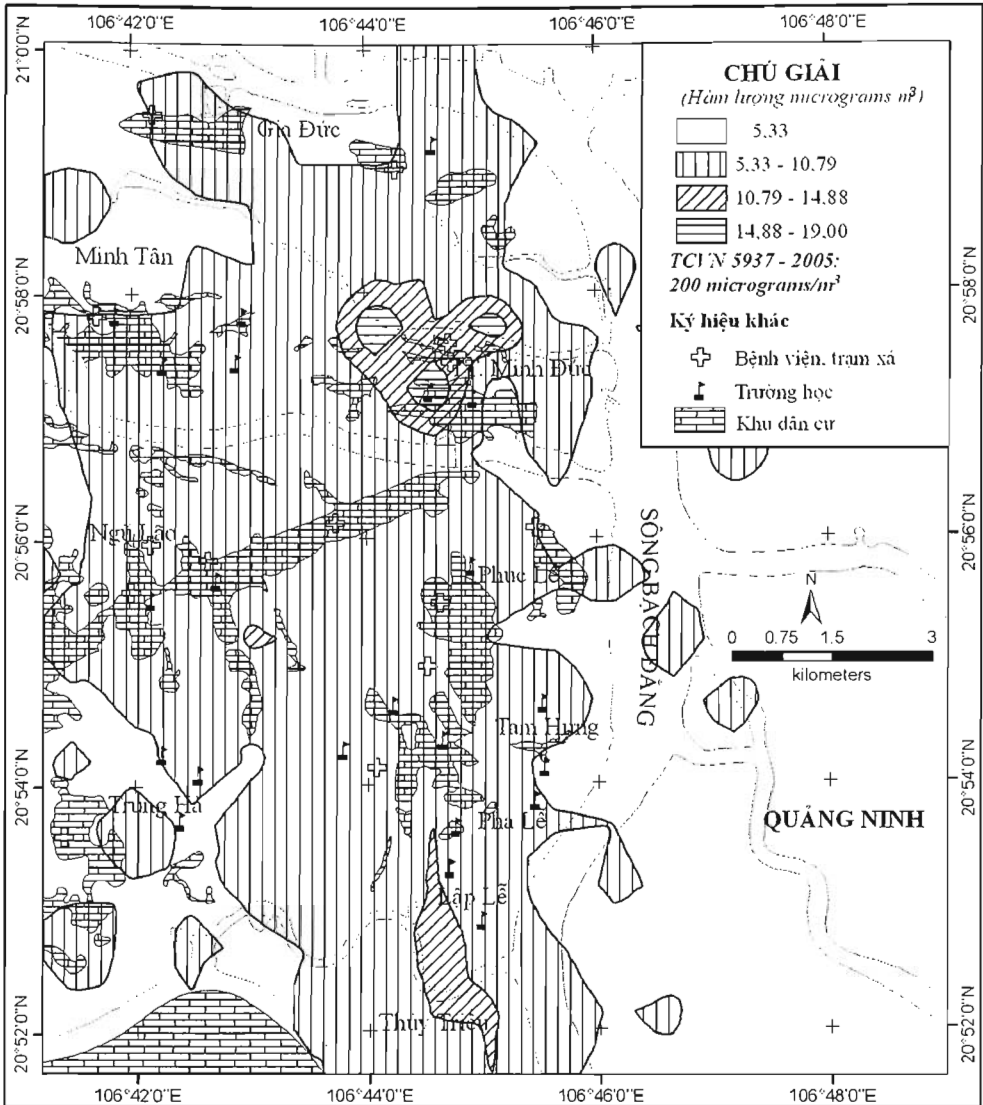 106°42'0"E
106°44'0"E
106°46'0"E
106°48'0"E
21°0'0"N
20°58'0"N
20°56'0"N
20°54'0"N
20°52'0"N
CHÚ GIẢI
(Hàm lượng micrograms m³)
5.33
5.33 - 10.79
10.79 - 14.88
14.88 - 19.00
TCVN 5937 - 2005:
200 micrograms/m³
Ký hiệu khác
Bệnh viện, trạm xá
Trường học
Khu dân cư
Gia Đức
Minh Tân
Minh Đức
Ngũ Lão
Phục Lễ
SÔNG BẠCH ĐẰNG
N
0 0.75 1.5 3
kilometers
Tam Hưng
Trung Hà
Phả Lễ
QUẢNG NINH
Lập Lễ
Thủy Triều
20°58'0"N
20°56'0"N
20°54'0"N
20°52'0"N
106°42'0"E
106°44'0"E
106°46'0"E
106°48'0"E